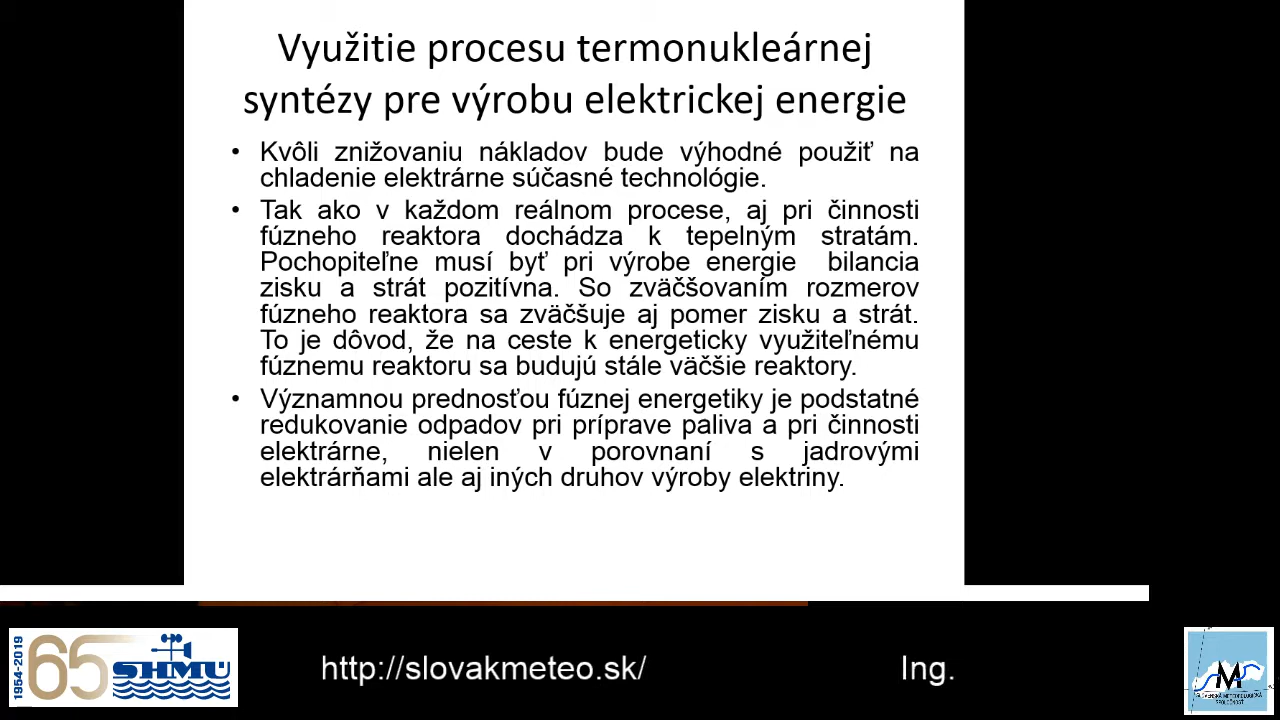 Využitie procesu termonukleárnej
syntézy pre výrobu elektrickej energie
• Kvôli znižovaniu nákladov bude výhodné použiť na
chladenie elektrárne súčasné technológie.
• Tak ako v každom reálnom procese, aj pri činnosti
fúzneho reaktora dochádza k tepelným stratám.
Pochopiteľne musí byť pri výrobe energie bilancia
zisku a strát pozitívna. So zväčšovaním rozmerov
fúzneho reaktora sa zväčšuje aj pomer zisku a strát.
To je dôvod, že na ceste k energeticky využiteľnému
fúznemu reaktoru sa budujú stále väčšie reaktory.
• Významnou prednosťou fúznej energetiky je podstatné
redukovanie odpadov pri príprave paliva a pri činnosti
elektrárne, nielen v porovnaní s jadrovými
elektrárňami ale aj iných druhov výroby elektriny.
1954-2019
65
SHMU
http://slovakmeteo.sk/
Ing.
M
SLOVENSKÁ METEOROLOGICKÁ
SPOLOČNOSŤ